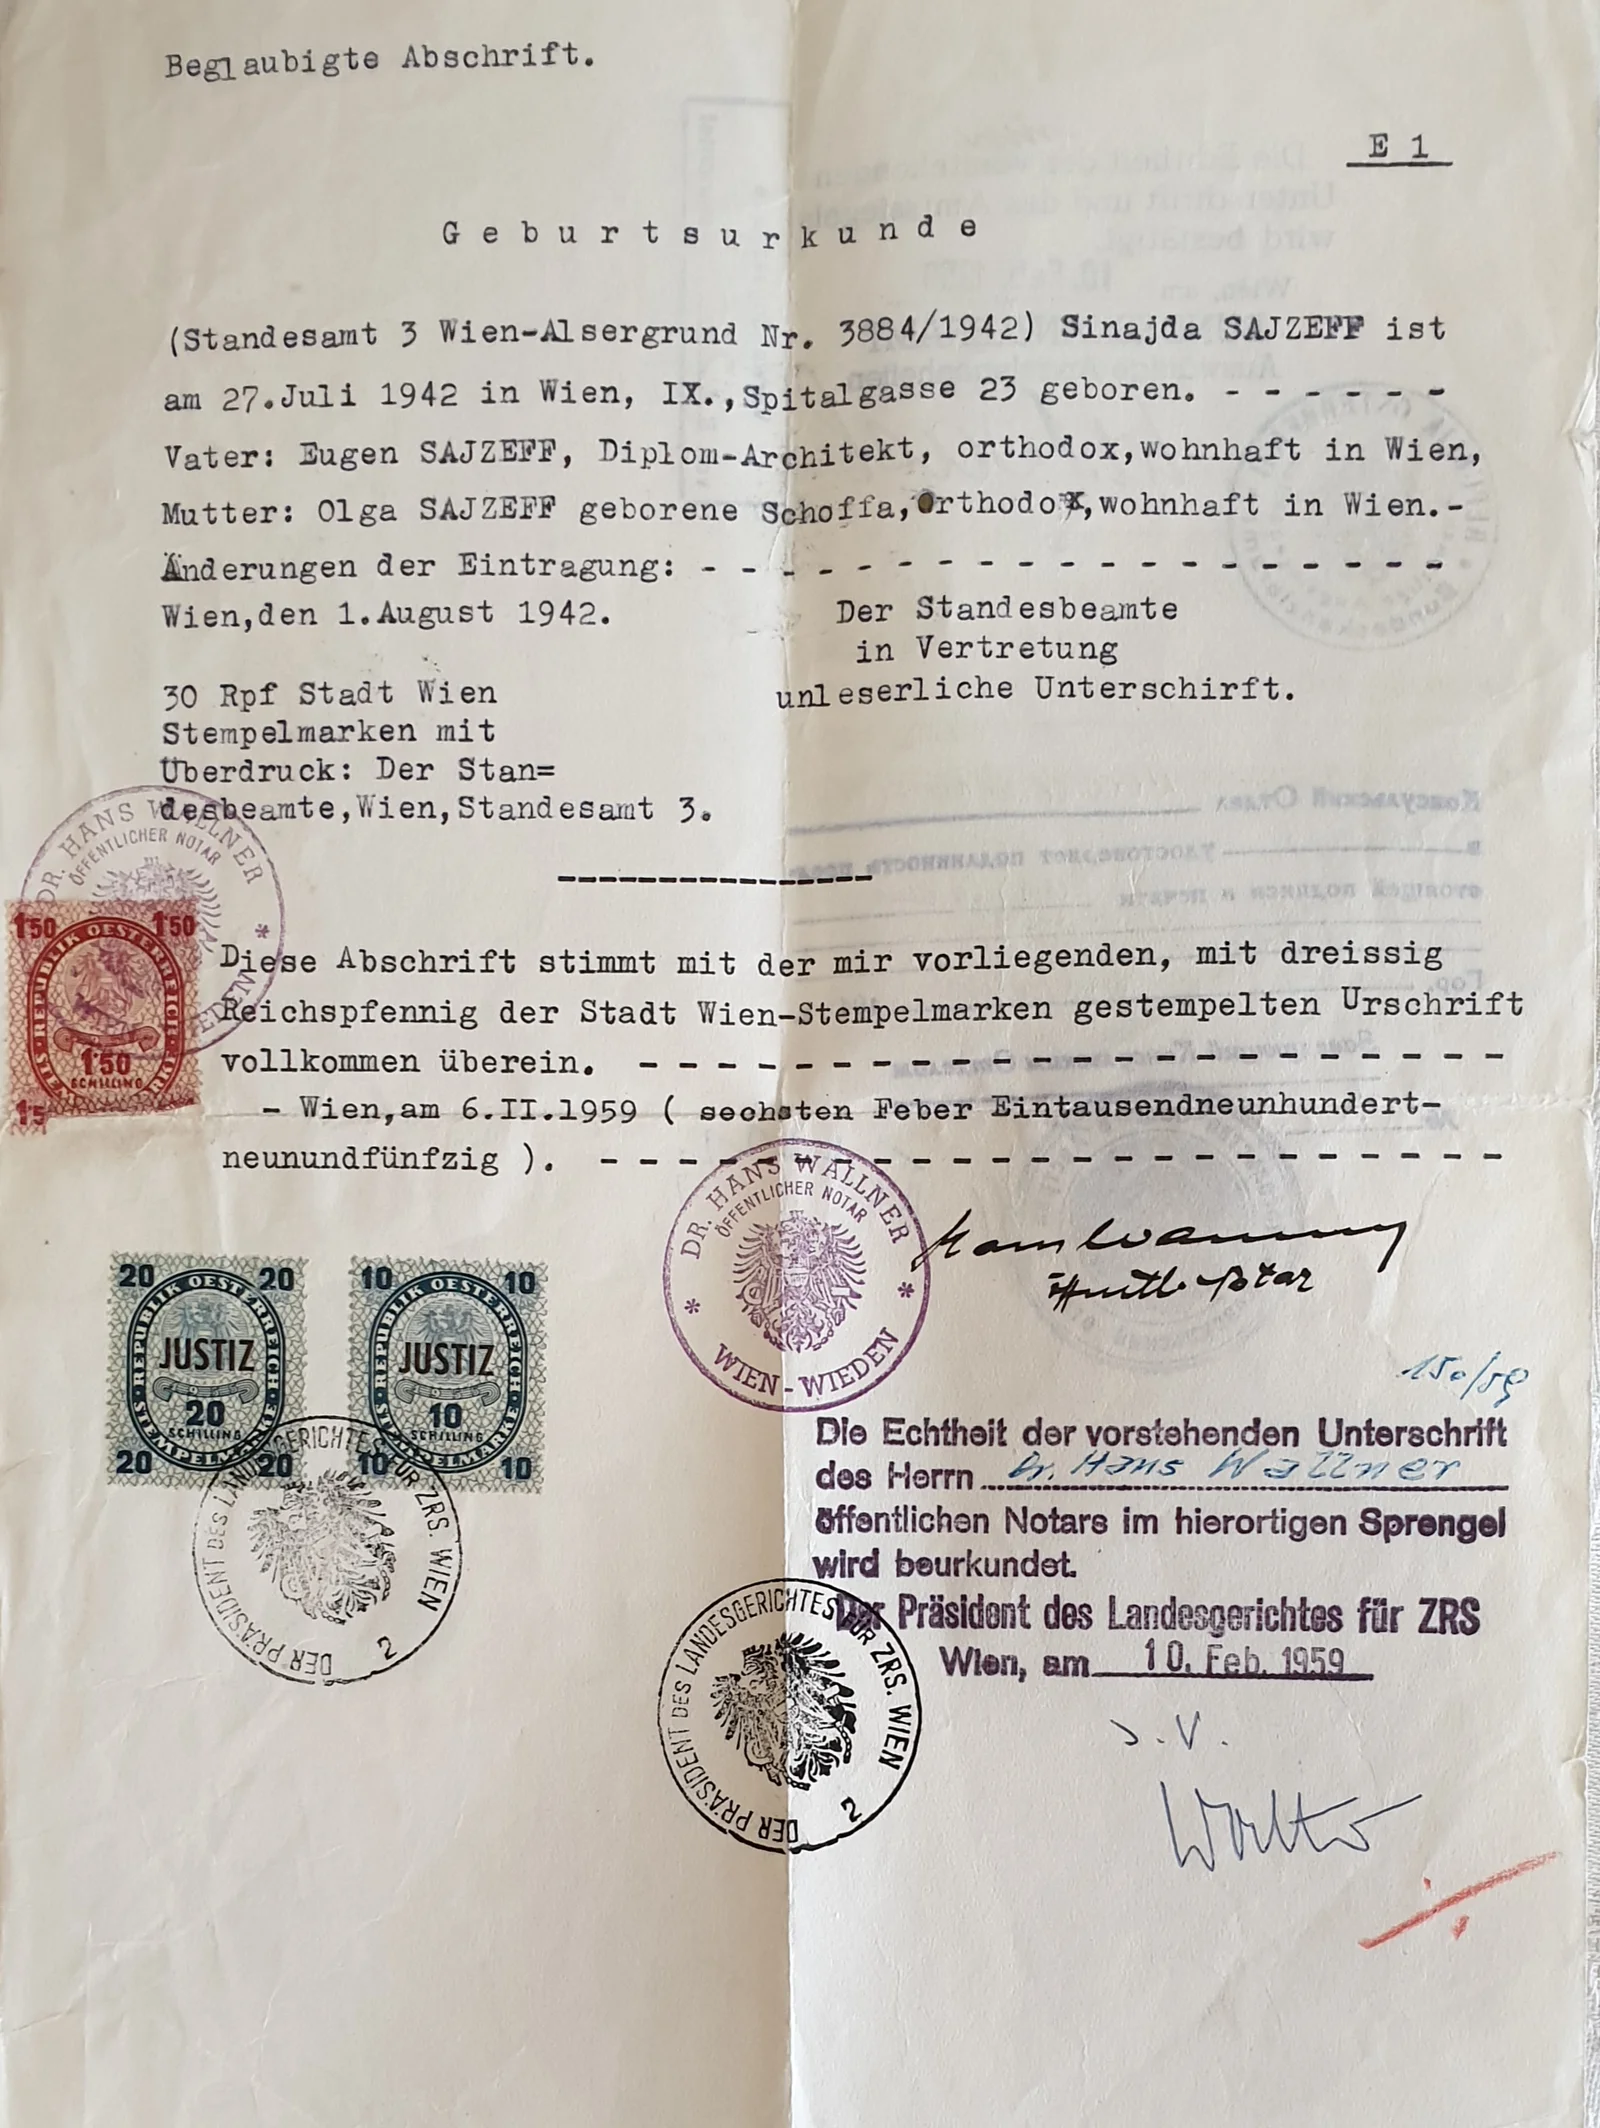 Beglaubigte Abschrift.
E 1
Geburtsurkunde
(Standesamt 3 Wien-Alsergrund Nr. 3884/1942) Sinajda SAJZEFF ist
am 27.Juli 1942 in Wien, IX.,Spitalgasse 23 geboren. - - - - - -
Vater: Eugen SAJZEFF, Diplom-Architekt, orthodox,wohnhaft in Wien,
Mutter: Olga SAJZEFF geborene Schoffa,orthodox,wohnhaft in Wien.-
Änderungen der Eintragung: - - - - - - - - - - - - - - - - - - -
Wien,den 1.August 1942.
Der Standesbeamte
in Vertretung
unleserliche Unterschirft.
30 Rpf Stadt Wien
Stempelmarken mit
Überdruck: Der Stan=
desbeamte,Wien,Standesamt 3.
----------------
DR. HANS WALLNER
ÖFFENTLICHER NOTAR
150 150
REPUBLIK OESTERREICH
150
SCHILLING
Diese Abschrift stimmt mit der mir vorliegenden, mit dreissig
Reichspfennig der Stadt Wien-Stempelmarken gestempelten Urschrift
vollkommen überein. - - - - - - - - - - - - - - - - - - - - - -
- Wien,am 6.II.1959 ( sechsten Feber Eintausendneunhundert-
neunundfünfzig ). - - - - - - - - - - - - - - - - - - - - - - -
DR. HANS WALLNER
ÖFFENTLICHER NOTAR
* *
WIEN - WIEDEN
20 20
REPUBLIK OESTERREICH
JUSTIZ
20
SCHILLING
STEMPELMARKE
20 20
10 10
REPUBLIK OESTERREICH
JUSTIZ
10
SCHILLING
STEMPELMARKE
10 10
DER PRÄSIDENT DES LANDESGERICHTES FÜR ZRS. WIEN
2
150/59
Die Echtheit der vorstehenden Unterschrift
des Herrn Dr. Hans Wallner
öffentlichen Notars im hierortigen Sprengel
wird beurkundet.
Der Präsident des Landesgerichtes für ZRS
Wien, am 10. Feb. 1959
DER PRÄSIDENT DES LANDESGERICHTES FÜR ZRS. WIEN
2